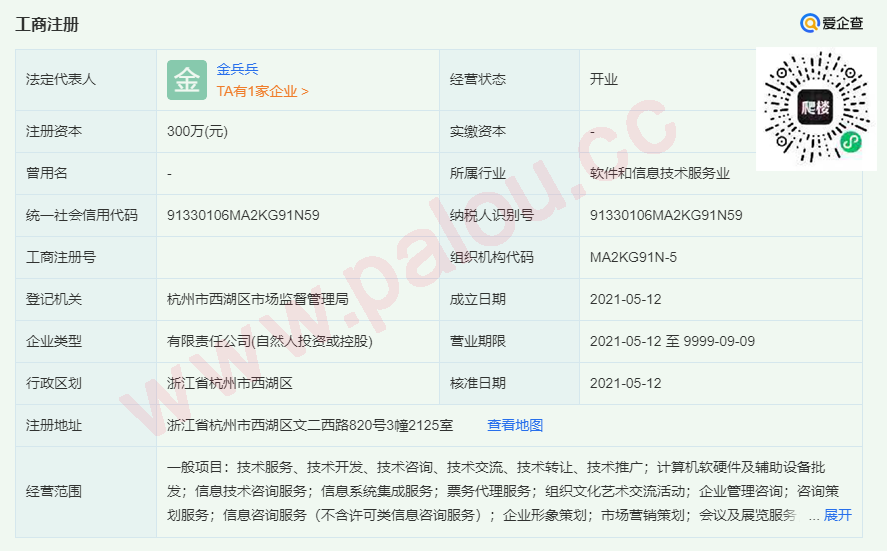 工商注册
爱企查
法定代表人
金
金兵兵
TA有1家企业 >
经营状态
开业
爬楼
注册资本
300万(元)
实缴资本
-
曾用名
-
所属行业
软件和信息技术服务业
统一社会信用代码
91330106MA2KG91N59
纳税人识别号
91330106MA2KG91N59
工商注册号
组织机构代码
MA2KG91N-5
登记机关
杭州市西湖区市场监督管理局
成立日期
2021-05-12
企业类型
有限责任公司(自然人投资或控股)
营业期限
2021-05-12 至 9999-09-09
行政区划
浙江省杭州市西湖区
核准日期
2021-05-12
注册地址
浙江省杭州市西湖区文二西路820号3幢2125室
查看地图
经营范围
一般项目：技术服务、技术开发、技术咨询、技术交流、技术转让、技术推广；计算机软硬件及辅助设备批
发；信息技术咨询服务；信息系统集成服务；票务代理服务；组织文化艺术交流活动；企业管理咨询；咨询策
划服务；信息咨询服务（不含许可类信息咨询服务）；企业形象策划；市场营销策划；会议及展览服务 ... 展开
www.palou.cc